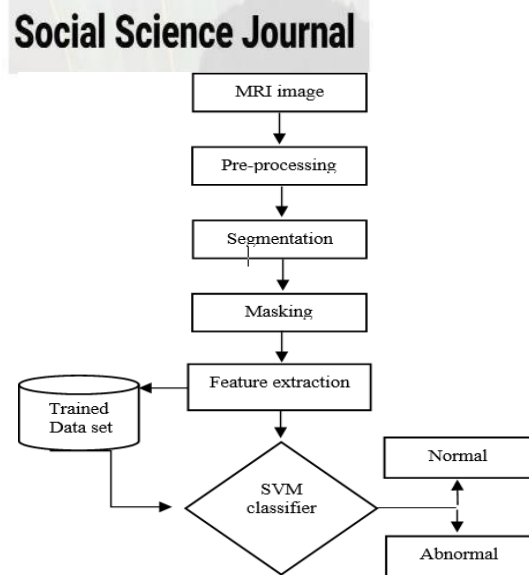 Social Science Journal
MRI image
Pre-processing
Segmentation
Masking
Feature extraction
Trained
Data set
SVM
classifier
Normal
Abnormal